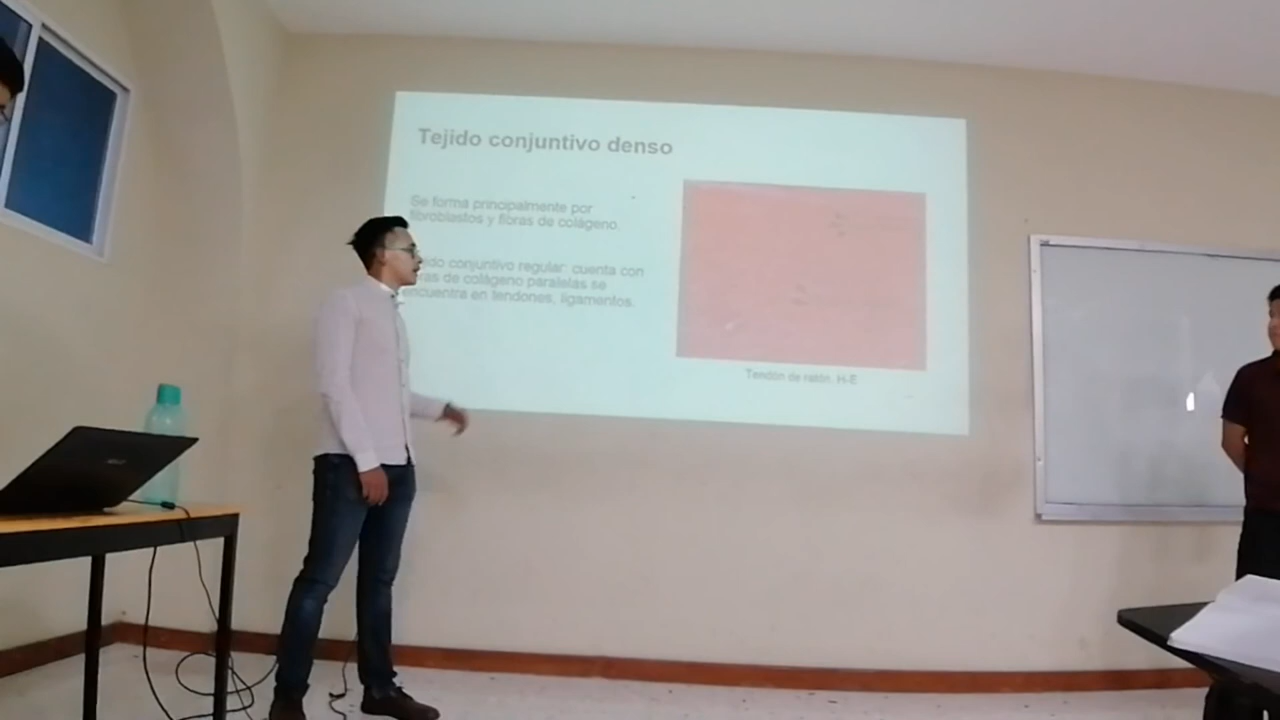 Tejido conjuntivo denso
Se forma principalmente por
fibroblastos y fibras de colágeno.
conjuntivo regular: cuenta con
de colágeno paralelas se
encuentra en tendones, ligamentos.
Tendón de ratón. H-E